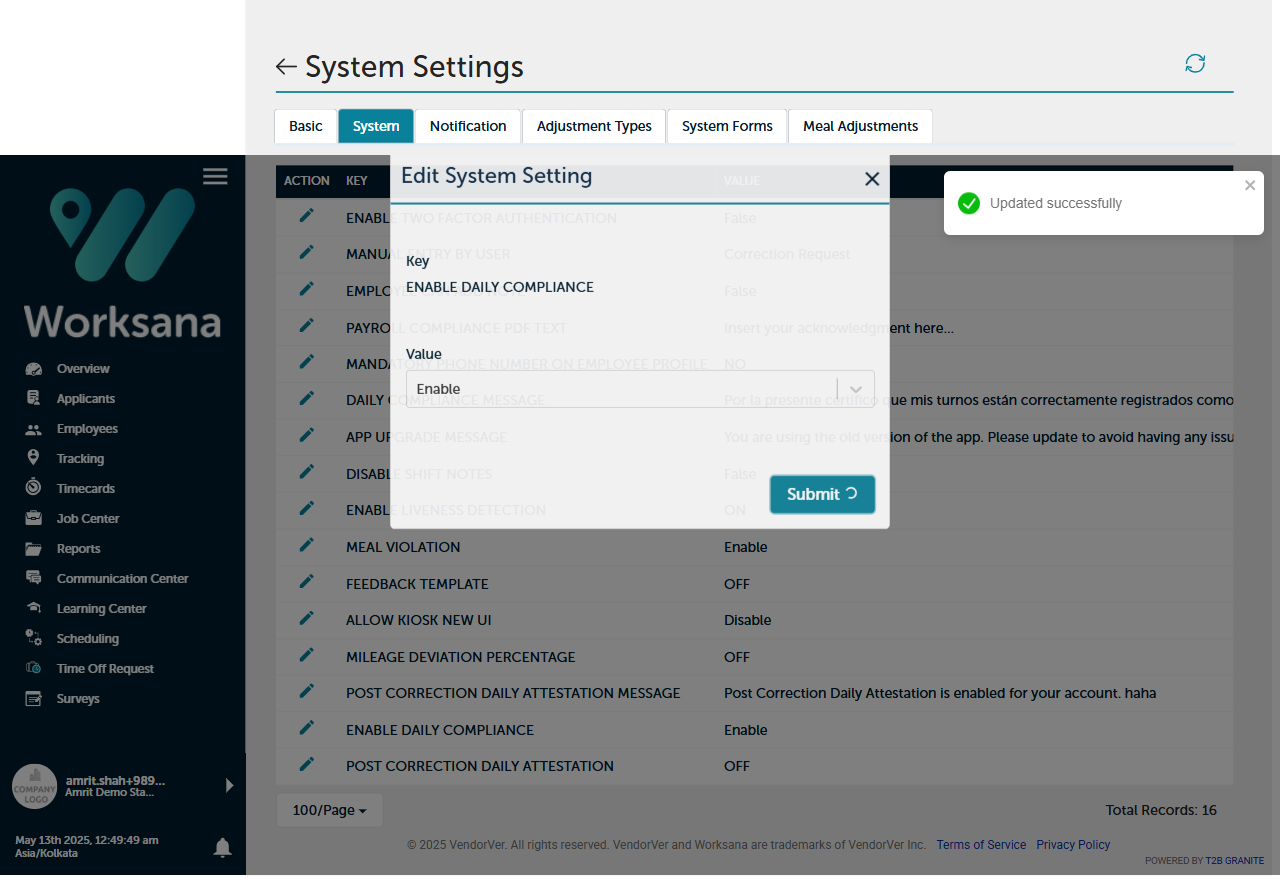 System Settings
Basic System Notification Adjustment Types System Forms Meal Adjustments
Worksana
Overview
Applicants
Employees
Tracking
Timecards
Job Center
Reports
Communication Center
Learning Center
Scheduling
Time Off Request
Surveys
COMPANY
LOGO
amrit.shah+989...
Amrit Demo Sta...
May 13th 2025, 12:49:49 am
Asia/Kolkata
Updated successfully
Edit System Setting
Key
ENABLE DAILY COMPLIANCE
Value
Enable
Submit
ACTION KEY VALUE
ENABLE TWO FACTOR AUTHENTICATION False
MANUAL ENTRY BY USER Correction Request
False
PAYROLL COMPLIANCE PDF TEXT Insert your acknowledgment here...
MANDATORY PHONE NUMBER ON EMPLOYEE PROFILE NO
DAILY COMPLIANCE MESSAGE Por la presente certifico que mis turnos están correctamente registrados como
APP UPGRADE MESSAGE You are using the old version of the app. Please update to avoid having any issu
DISABLE SHIFT NOTES False
ENABLE LIVENESS DETECTION ON
MEAL VIOLATION Enable
FEEDBACK TEMPLATE OFF
ALLOW KIOSK NEW UI Disable
MILEAGE DEVIATION PERCENTAGE OFF
POST CORRECTION DAILY ATTESTATION MESSAGE Post Correction Daily Attestation is enabled for your account. haha
ENABLE DAILY COMPLIANCE Enable
POST CORRECTION DAILY ATTESTATION OFF
100/Page Total Records: 16
© 2025 VendorVer. All rights reserved. VendorVer and Worksana are trademarks of VendorVer Inc. Terms of Service Privacy Policy
POWERED BY T2B GRANITE